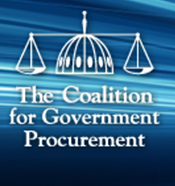 The Coalition
for Government
Procurement